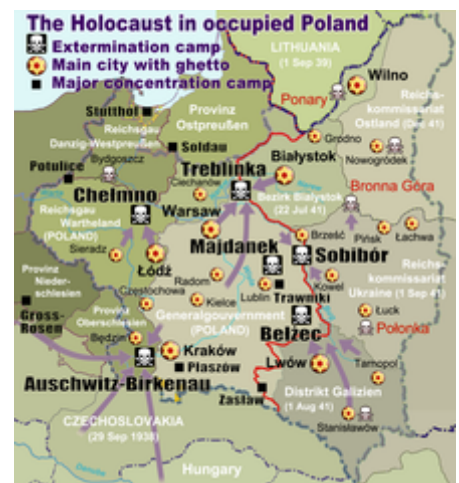 The Holocaust in occupied Poland
Extermination camp
Main city with ghetto
Major concentration camp
LITHUANIA
(1 Sep 39)
Wilno
Stutthof
Provinz
Ostpreußen
Ponary
Reichs-
kommissariat
Ostland (Dec 41)
Reichsgau
Danzig-Westpreußen
Soldau
Grodno
Nowogródek
Potulice
Bydgoszcz
Treblinka
Białystok
Chelmno
Ciechanów
Bezirk Bialystok
(22 Jul 41)
Bronna Góra
Warsaw
Reichsgau
Wartheland
(POLAND)
Majdanek
Brześć
Pińsk
Łachwa
Sieradz
Łódź
Sobibór
Provinz
Nieder-
schlesien
Radom
Lublin
Trawniki
Kowel
Reichs-
kommissariat
Ukraine (1 Sep 41)
Częstochowa
Kielce
Gross-
Rosen
Provinz
Oberschlesien
Generalgouvernment
(POLAND)
Łuck
Połonka
Będzin
Belzec
Kraków
Płaszów
Lwów
Tarnopol
Auschwitz-Birkenau
Zasław
Distrikt Galizien
(1 Aug 41)
Stanisławów
CZECHOSLOVAKIA
(29 Sep 1938)
Hungary